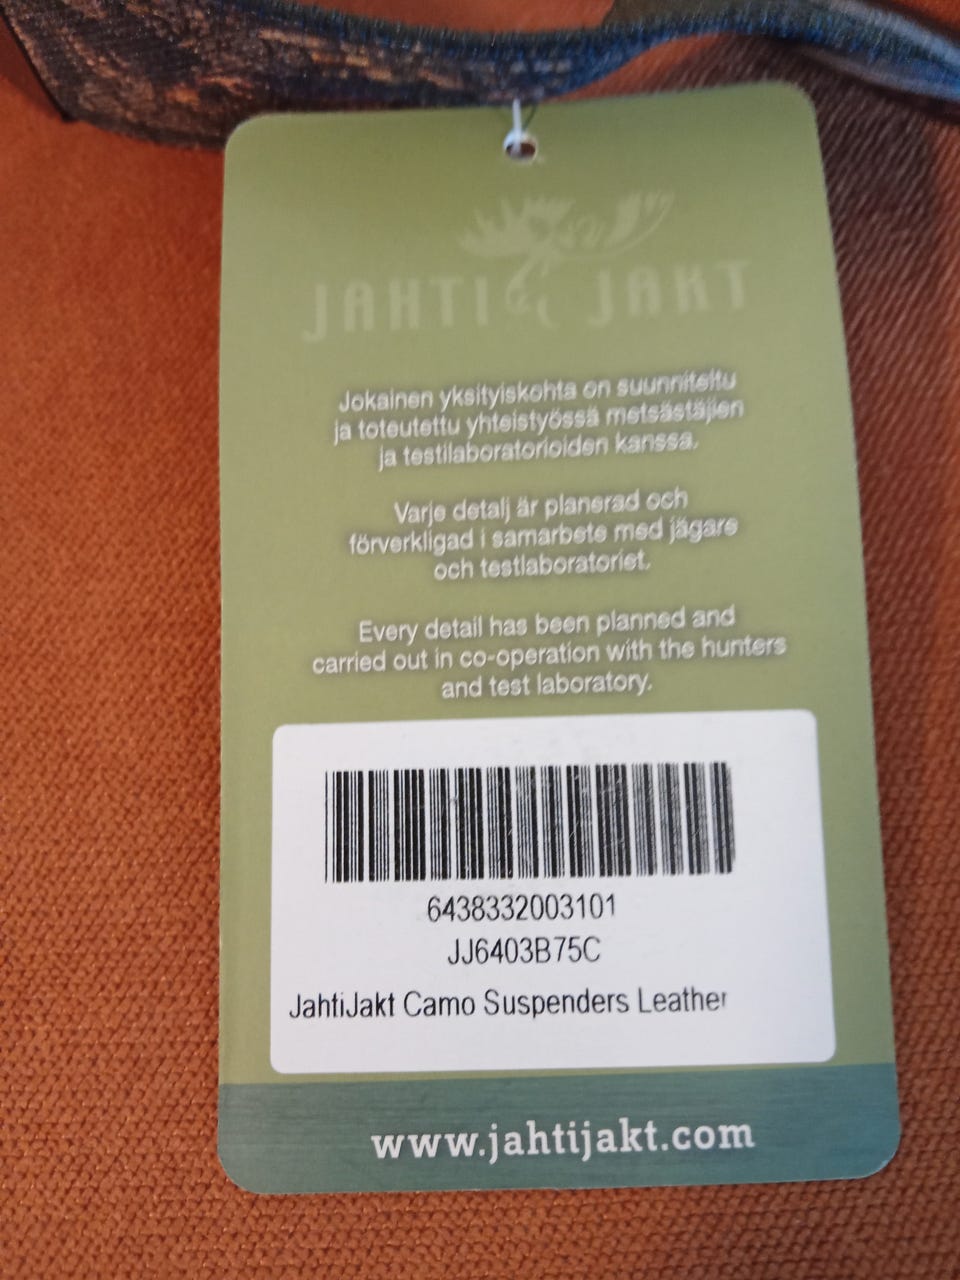 JAHTI JAKT
Jokainen yksityiskohta on suunniteltu
ja toteutettu yhteistyössä metsästäjien
ja testilaboratorioiden kanssa.
Varje detalj är planerad och
förverkligad i samarbete med jägare
och testlaboratoriet.
Every detail has been planned and
carried out in co-operation with the hunters
and test laboratory.
6438332003101
JJ6403B75C
JahtiJakt Camo Suspenders Leather
www.jahtijakt.com